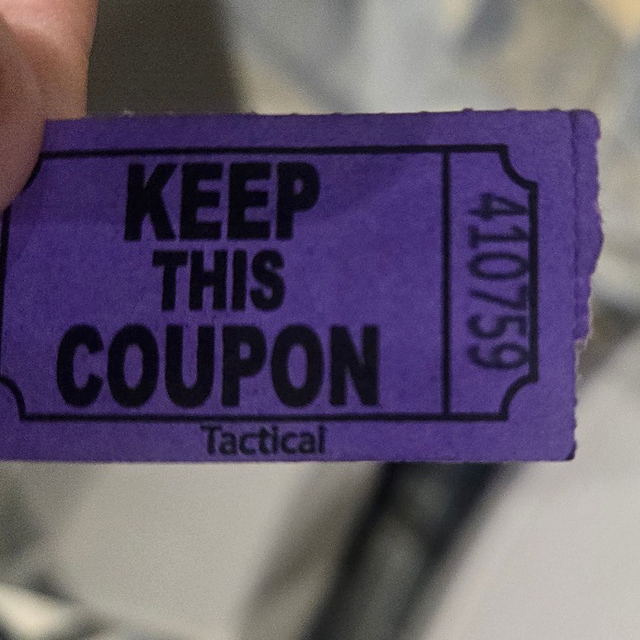 KEEP
THIS
COUPON
Tactical
410759